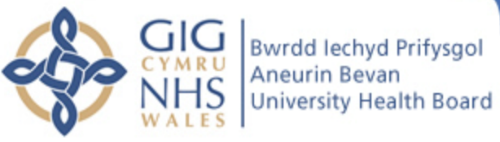 GIG
CYMRU
NHS
WALES
Bwrdd Iechyd Prifysgol
Aneurin Bevan
University Health Board